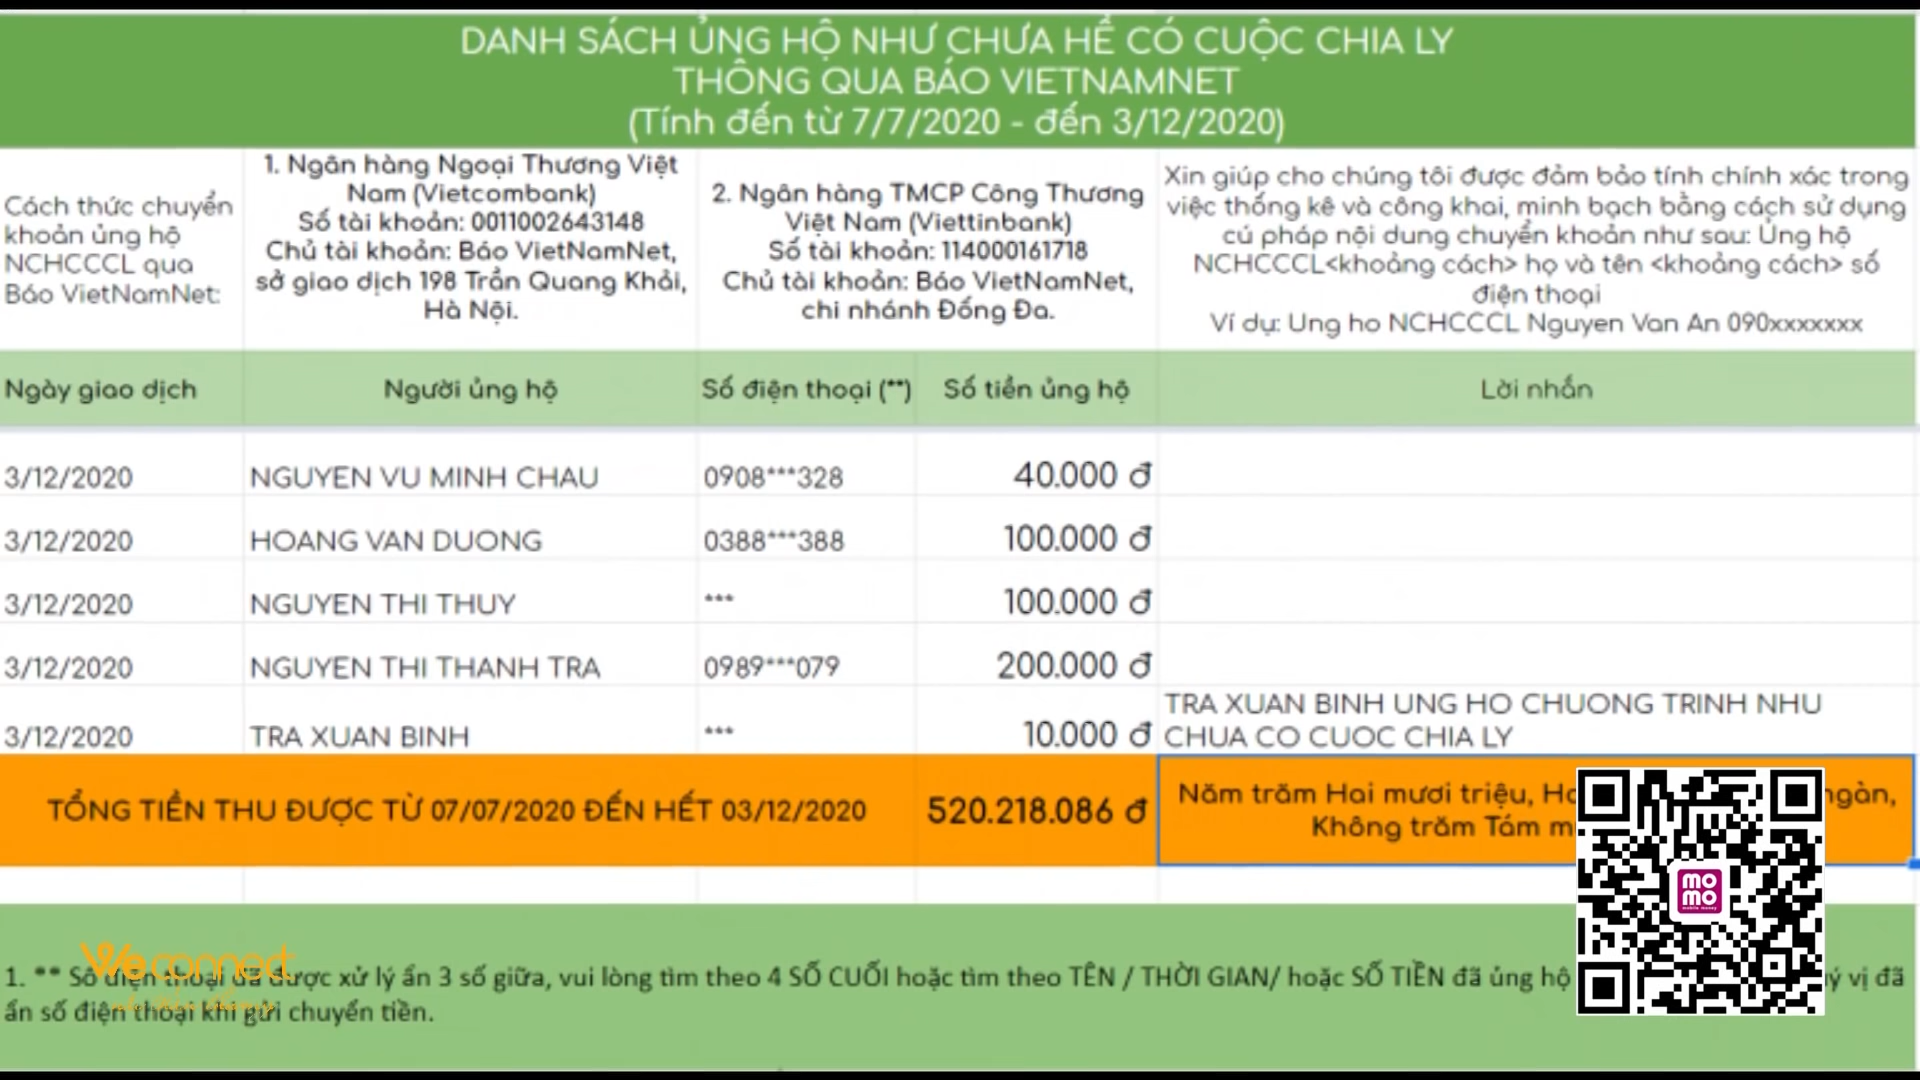 DANH SÁCH ỦNG HỘ NHƯ CHƯA HỀ CÓ CUỘC CHIA LY
THÔNG QUA BÁO VIETNAMNET
(Tính đến từ 7/7/2020 - đến 3/12/2020)
Cách thức chuyển
khoản ủng hộ
NCHCCCL qua
Báo VietNamNet:
1. Ngân hàng Ngoại Thương Việt
Nam (Vietcombank)
Số tài khoản: 0011002643148
Chủ tài khoản: Báo VietNamNet,
sở giao dịch 198 Trần Quang Khải,
Hà Nội.
2. Ngân hàng TMCP Công Thương
Việt Nam (Viettinbank)
Số tài khoản: 114000161718
Chủ tài khoản: Báo VietNamNet,
chi nhánh Đống Đa.
Xin giúp cho chúng tôi được đảm bảo tính chính xác trong
việc thống kê và công khai, minh bạch bằng cách sử dụng
cú pháp nội dung chuyển khoản như sau: Ủng hộ
NCHCCCL<khoảng cách> họ và tên <khoảng cách> số
điện thoại
Ví dụ: Ung ho NCHCCCL Nguyen Van An 090xxxxxxx
Ngày giao dịch Người ủng hộ Số điện thoại (**) Số tiền ủng hộ Lời nhắn
3/12/2020 NGUYEN VU MINH CHAU 0908***328 40.000 đ
3/12/2020 HOANG VAN DUONG 0388***388 100.000 đ
3/12/2020 NGUYEN THI THUY *** 100.000 đ
3/12/2020 NGUYEN THI THANH TRA 0989***079 200.000 đ
3/12/2020 TRA XUAN BINH *** 10.000 đ
TRA XUAN BINH UNG HO CHUONG TRINH NHU
CHUA CO CUOC CHIA LY
TỔNG TIỀN THU ĐƯỢC TỪ 07/07/2020 ĐẾN HẾT 03/12/2020 520.218.086 đ
Năm trăm Hai mươi triệu, ngàn,
Không trăm Tám
MOMO
Weconnect
1. ** Số điện thoại đã được xử lý ẩn 3 số giữa, vui lòng tìm theo 4 SỐ CUỐI hoặc tìm theo TÊN / THỜI GIAN/ hoặc SỐ TIỀN đã ủng hộ vị đã
ẩn số điện thoại khi gửi chuyển tiền.